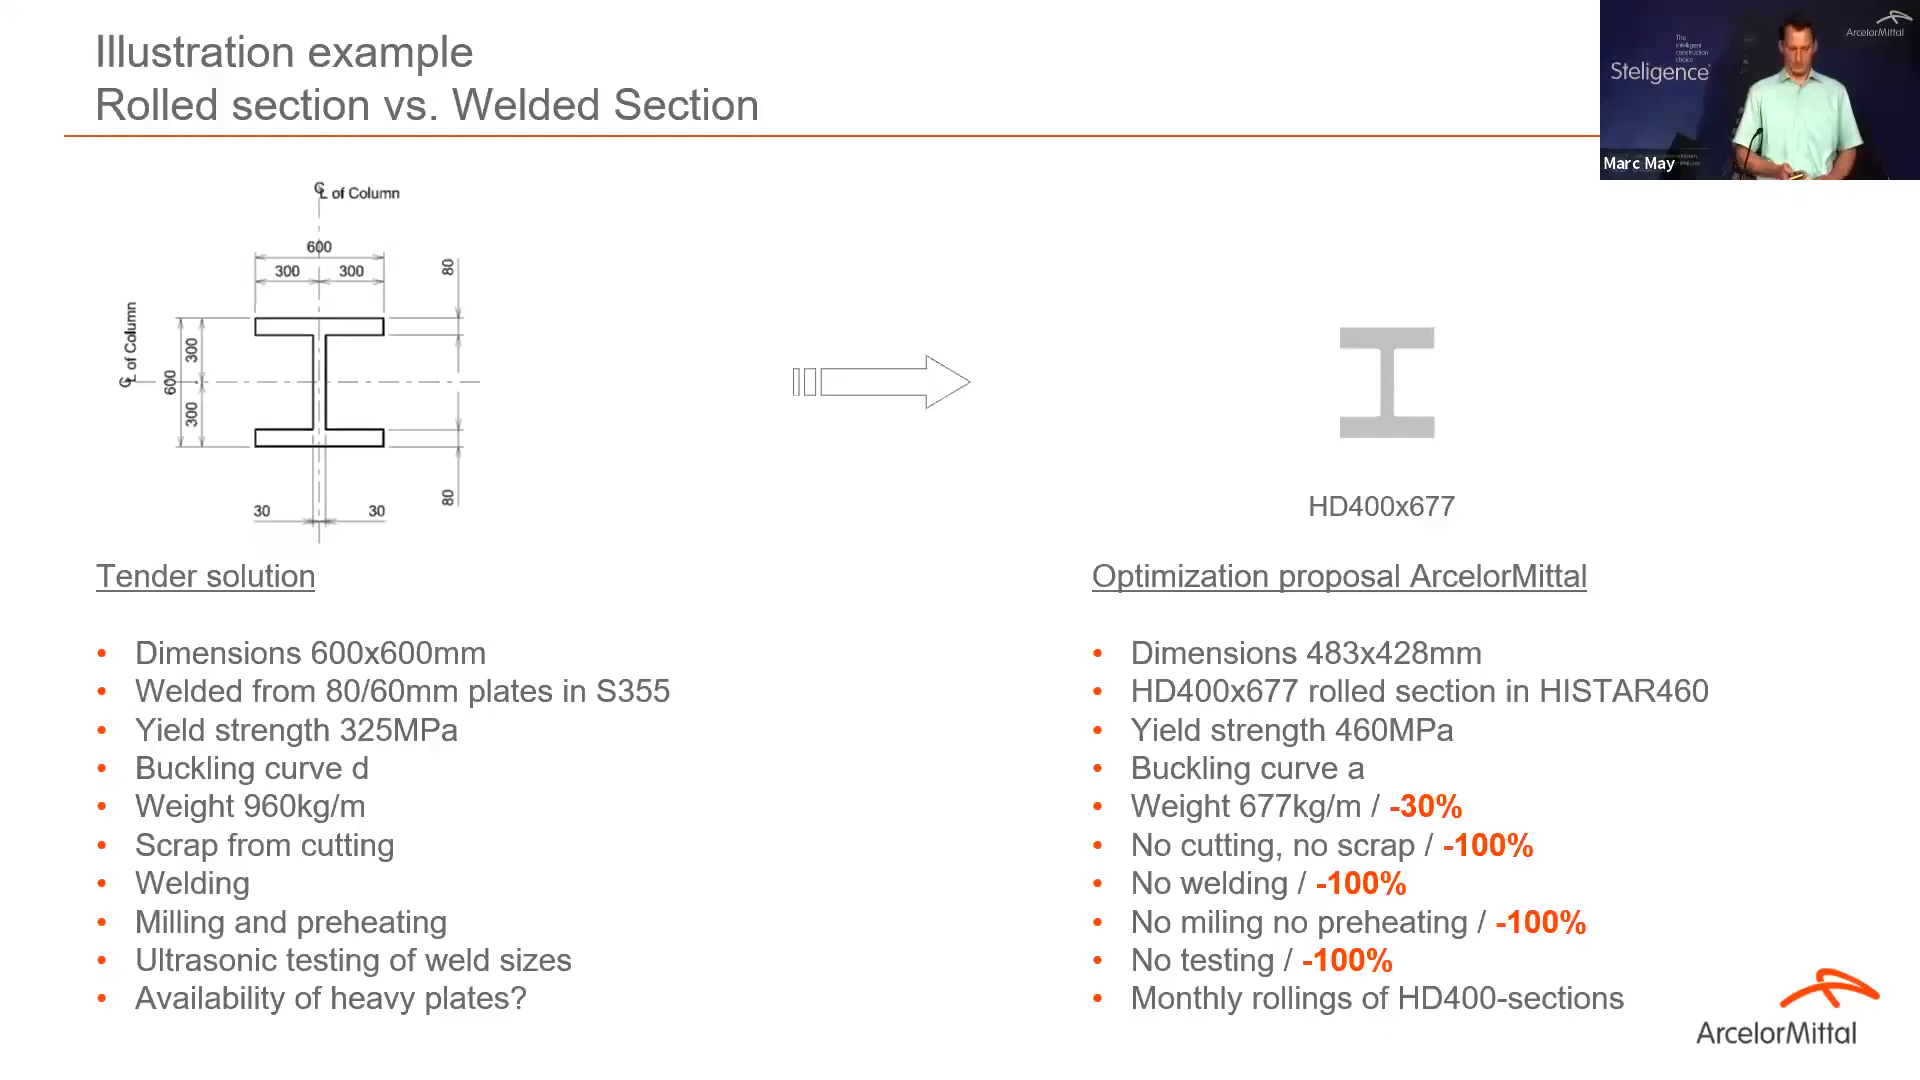 Illustration example
Rolled section vs. Welded Section
The
intelligent
construction
choice
Steligence
ArcelorMittal
Marc May
℄ of Column
600
300 300
80
℄ of Column
600
300
300
30 30
80
HD400x677
Tender solution
• Dimensions 600x600mm
• Welded from 80/60mm plates in S355
• Yield strength 325MPa
• Buckling curve d
• Weight 960kg/m
• Scrap from cutting
• Welding
• Milling and preheating
• Ultrasonic testing of weld sizes
• Availability of heavy plates?
Optimization proposal ArcelorMittal
• Dimensions 483x428mm
• HD400x677 rolled section in HISTAR460
• Yield strength 460MPa
• Buckling curve a
• Weight 677kg/m / -30%
• No cutting, no scrap / -100%
• No welding / -100%
• No miling no preheating / -100%
• No testing / -100%
• Monthly rollings of HD400-sections
ArcelorMittal